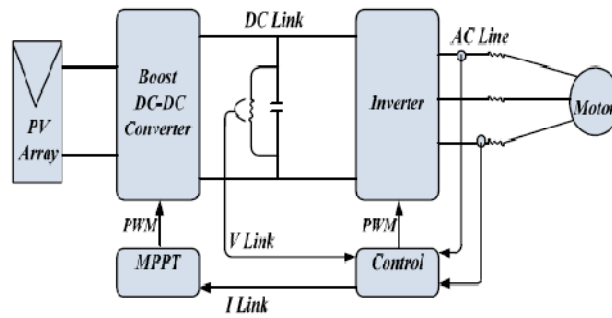 DC Link
AC Line
Boost
DC-DC
Converter
Inverter
PV
Array
Motor
PWM
V Link
PWM
MPPT
Control
I Link